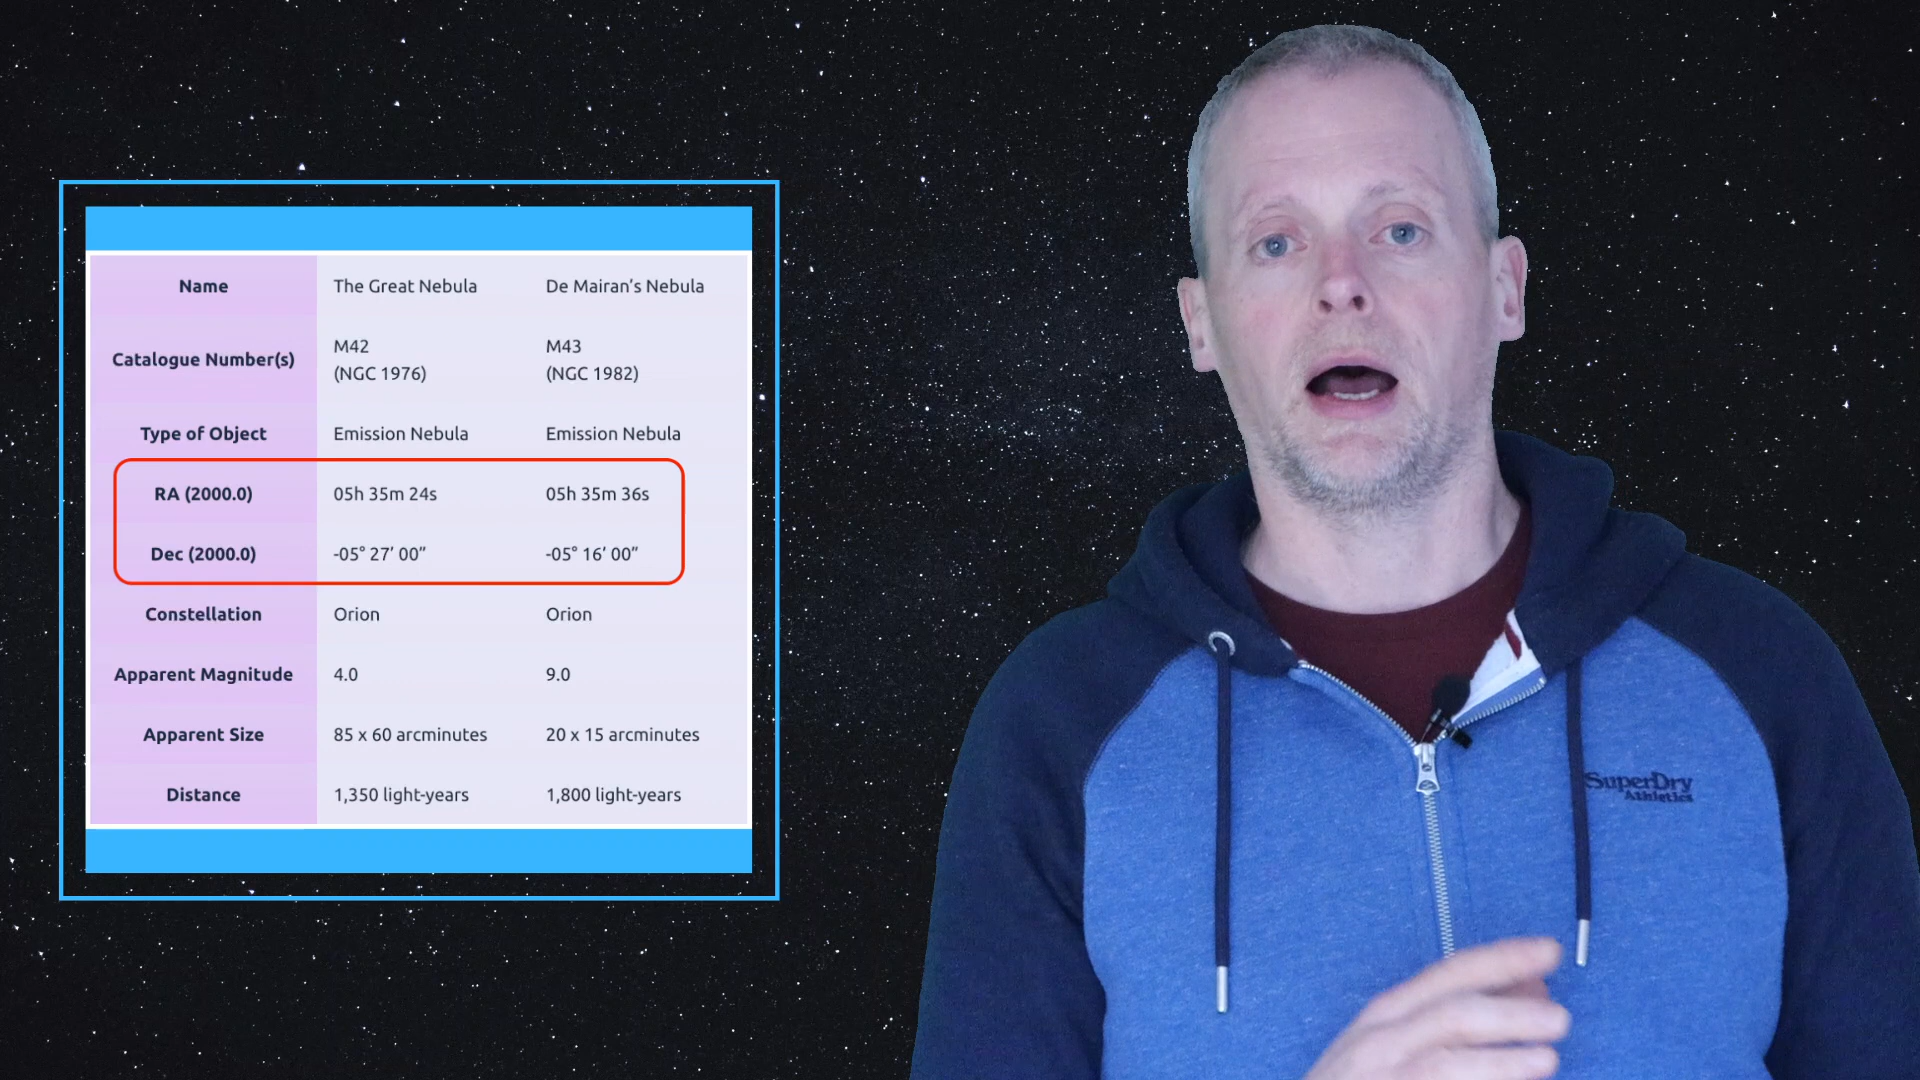 Name The Great Nebula De Mairan’s Nebula
Catalogue Number(s) M42 (NGC 1976) M43 (NGC 1982)
Type of Object Emission Nebula Emission Nebula
RA (2000.0) 05h 35m 24s 05h 35m 36s
Dec (2000.0) -05° 27’ 00” -05° 16’ 00”
Constellation Orion Orion
Apparent Magnitude 4.0 9.0
Apparent Size 85 x 60 arcminutes 20 x 15 arcminutes
Distance 1,350 light-years 1,800 light-years
SuperDry
Athletics